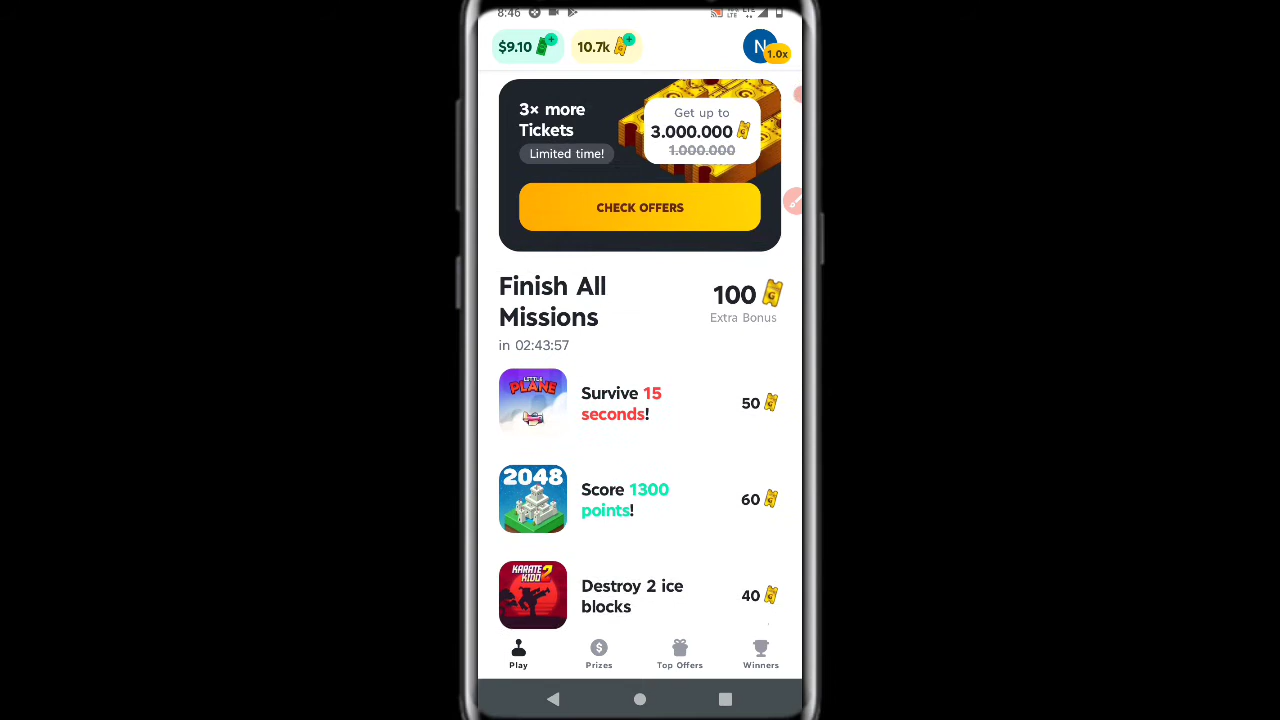 8:46
$9.10
10.7k
N
1.0x
3× more
Tickets
Limited time!
Get up to
3.000.000
1.000.000
CHECK OFFERS
Finish All
Missions
in 02:43:57
100
Extra Bonus
LITTLE
PLANE
Survive 15
seconds!
50
2048
Score 1300
points!
60
KARATE
KIDO 2
Destroy 2 ice
blocks
40
Play
Prizes
Top Offers
Winners